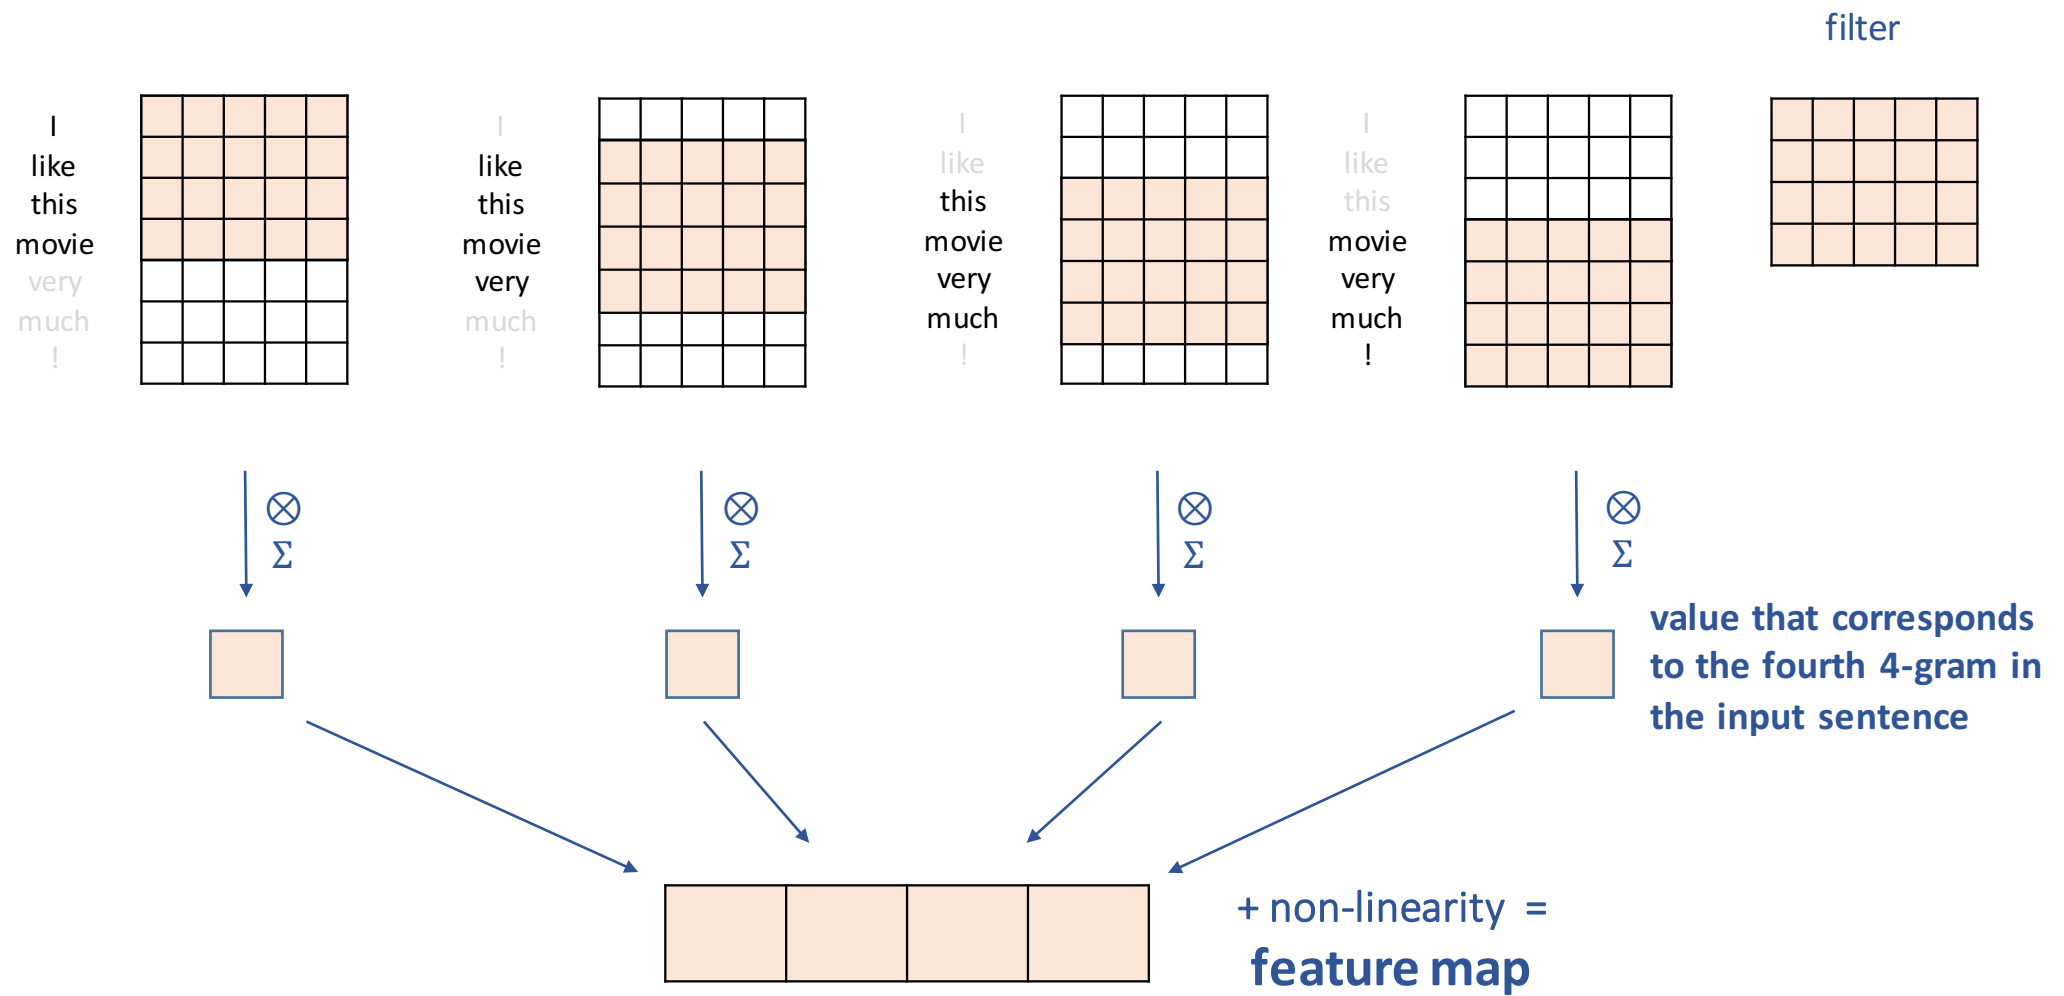 filter
I
like
this
movie
very
much
!
I
like
this
movie
very
much
!
I
like
this
movie
very
much
!
I
like
this
movie
very
much
!
⊗
Σ
⊗
Σ
⊗
Σ
⊗
Σ
value that corresponds
to the fourth 4-gram in
the input sentence
+ non-linearity =
feature map